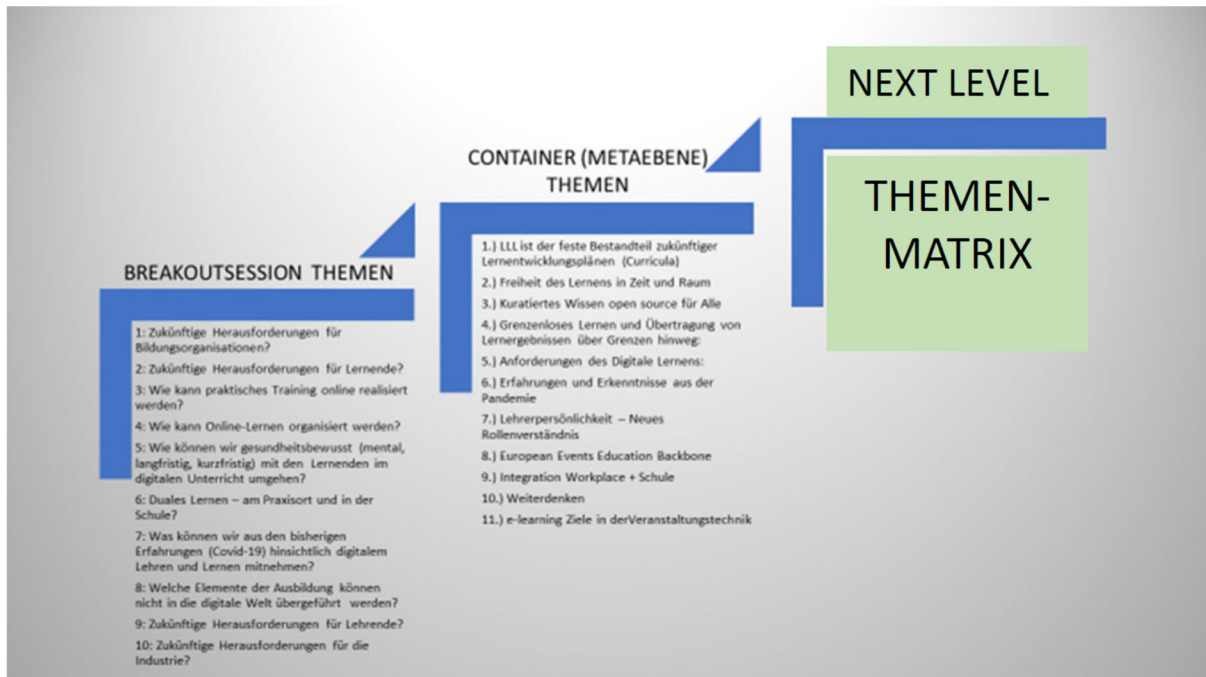 BREAKOUTSESSION THEMEN
1: Zukünftige Herausforderungen für
Bildungsorganisationen?
2: Zukünftige Herausforderungen für Lernende?
3: Wie kann praktisches Training online realisiert
werden?
4: Wie kann Online-Lernen organisiert werden?
5: Wie können wir gesundheitsbewusst (mental,
langfristig, kurzfristig) mit den Lernenden im
digitalen Unterricht umgehen?
6: Duales Lernen – am Praxisort und in der
Schule?
7: Was können wir aus den bisherigen
Erfahrungen (Covid-19) hinsichtlich digitalem
Lehren und Lernen mitnehmen?
8: Welche Elemente der Ausbildung können
nicht in die digitale Welt übergeführt werden?
9: Zukünftige Herausforderungen für Lehrende?
10: Zukünftige Herausforderungen für die
Industrie?
CONTAINER (METAEBENE)
THEMEN
1.) LLL ist der feste Bestandteil zukünftiger
Lernentwicklungsplänen (Curricula)
2.) Freiheit des Lernens in Zeit und Raum
3.) Kuratiertes Wissen open source für Alle
4.) Grenzenloses Lernen und Übertragung von
Lernergebnissen über Grenzen hinweg:
5.) Anforderungen des Digitale Lernens:
6.) Erfahrungen und Erkenntnisse aus der
Pandemie
7.) Lehrerpersönlichkeit – Neues
Rollenverständnis
8.) European Events Education Backbone
9.) Integration Workplace + Schule
10.) Weiterdenken
11.) e-learning Ziele in derVeranstaltungstechnik
NEXT LEVEL
THEMEN-
MATRIX